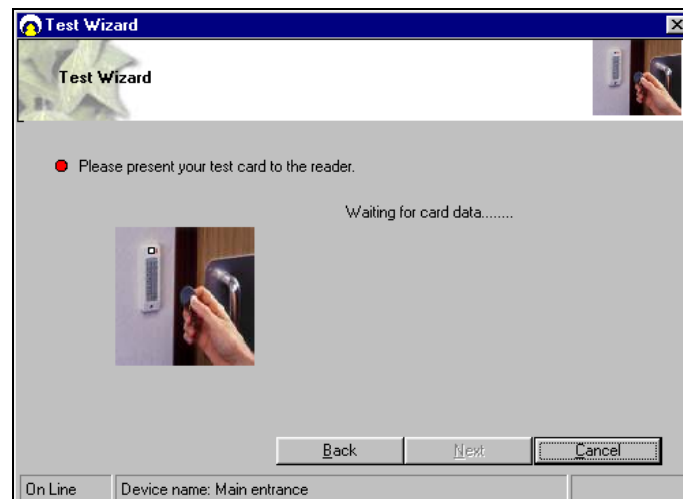 Test Wizard
Test Wizard
Please present your test card to the reader.
Waiting for card data........
Back
Next
Cancel
On Line
Device name: Main entrance